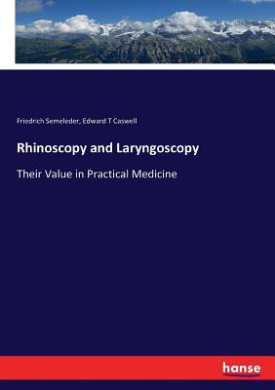 Friedrich Semeleder, Edward T Caswell
Rhinoscopy and Laryngoscopy
Their Value in Practical Medicine
hanse